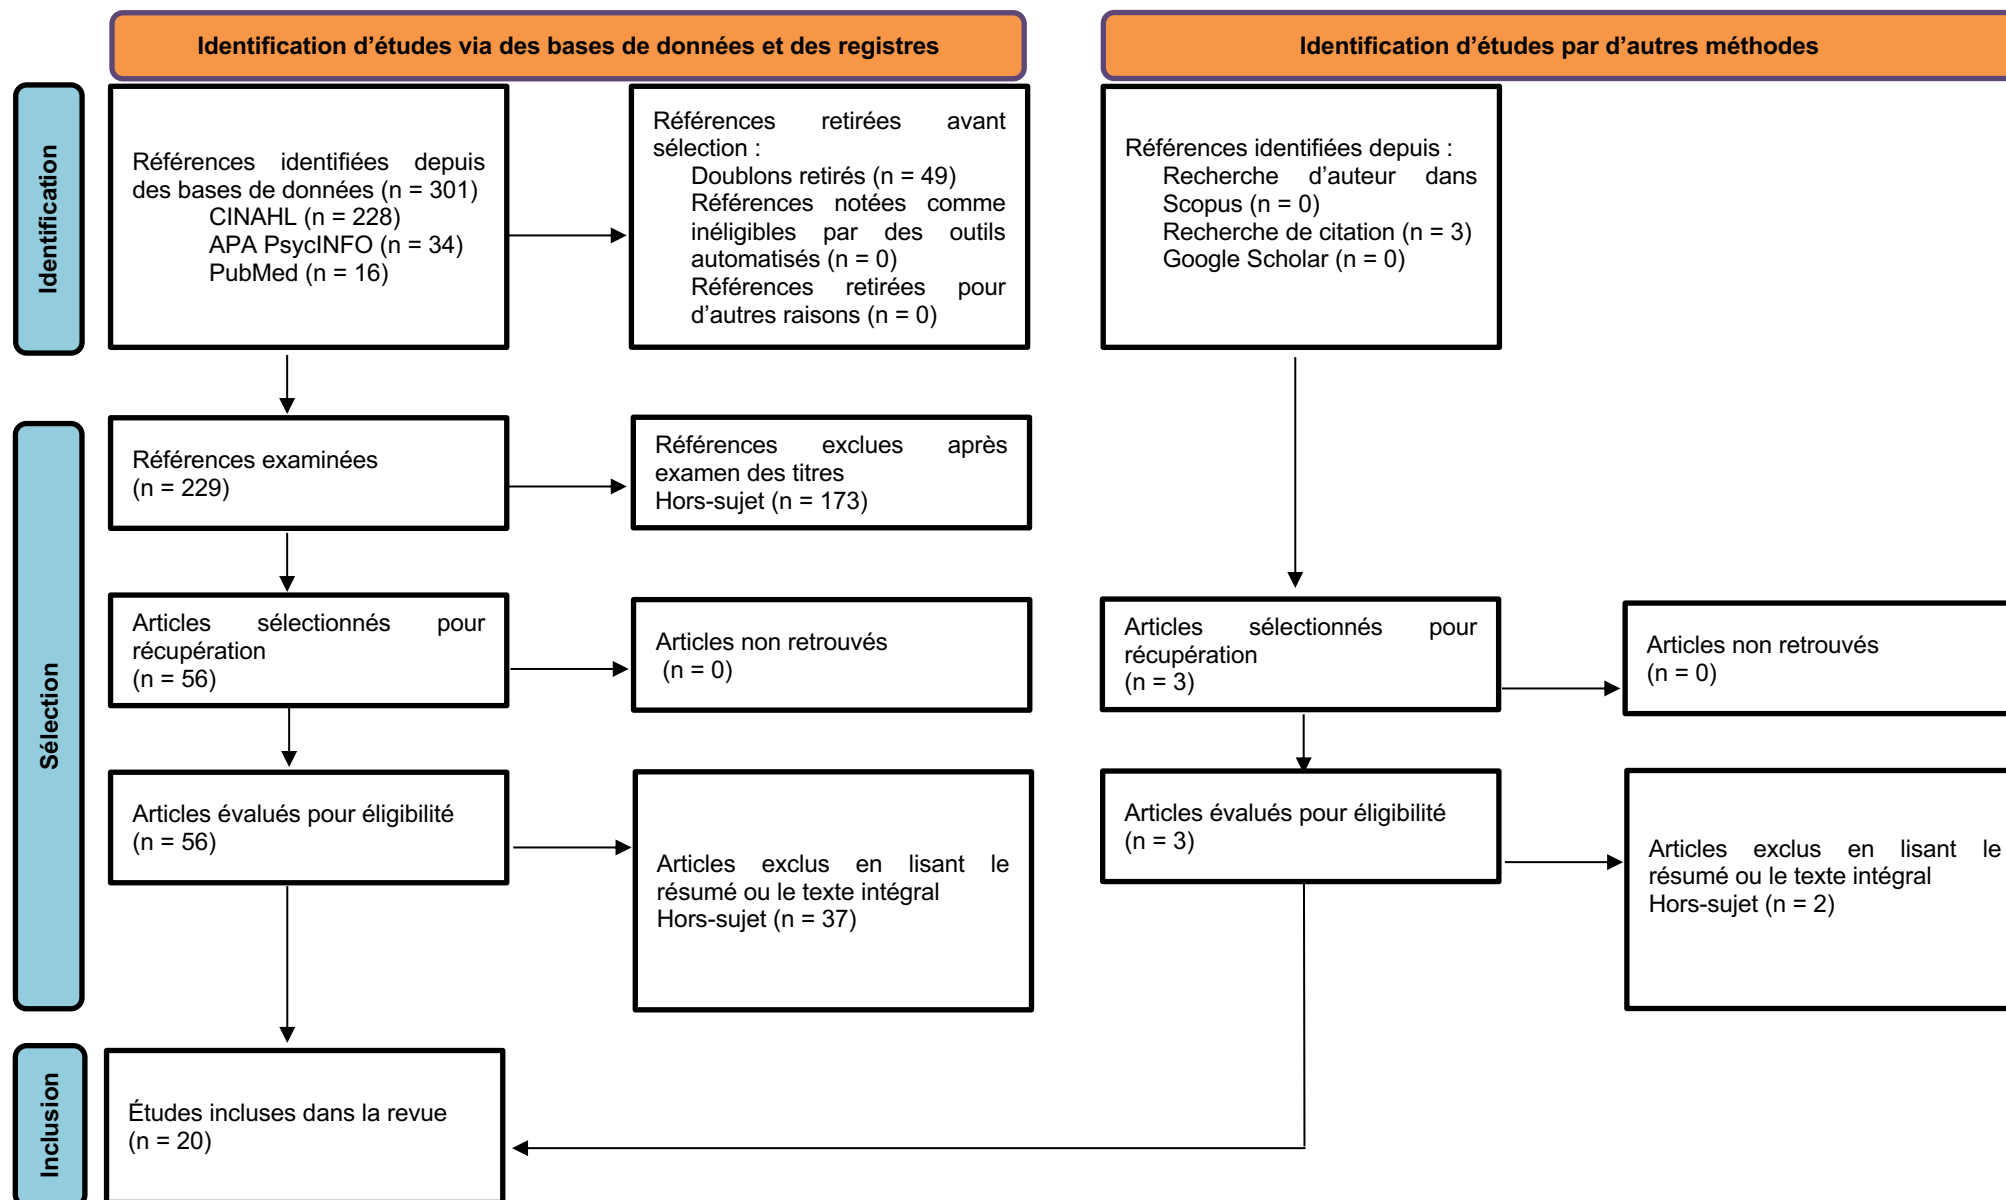 Identification d’études via des bases de données et des registres
Identification d’études par d’autres méthodes
Identification
Références identifiées depuis
des bases de données (n = 301)
CINAHL (n = 228)
APA PsycINFO (n = 34)
PubMed (n = 16)
Références retirées avant
sélection :
Doublons retirés (n = 49)
Références notées comme
inéligibles par des outils
automatisés (n = 0)
Références retirées pour
d’autres raisons (n = 0)
Références identifiées depuis :
Recherche d’auteur dans
Scopus (n = 0)
Recherche de citation (n = 3)
Google Scholar (n = 0)
Sélection
Références examinées
(n = 229)
Références exclues après
examen des titres
Hors-sujet (n = 173)
Articles sélectionnés pour
récupération
(n = 56)
Articles non retrouvés
(n = 0)
Articles sélectionnés pour
récupération
(n = 3)
Articles non retrouvés
(n = 0)
Articles évalués pour éligibilité
(n = 56)
Articles exclus en lisant le
résumé ou le texte intégral
Hors-sujet (n = 37)
Articles évalués pour éligibilité
(n = 3)
Articles exclus en lisant le
résumé ou le texte intégral
Hors-sujet (n = 2)
Inclusion
Études incluses dans la revue
(n = 20)